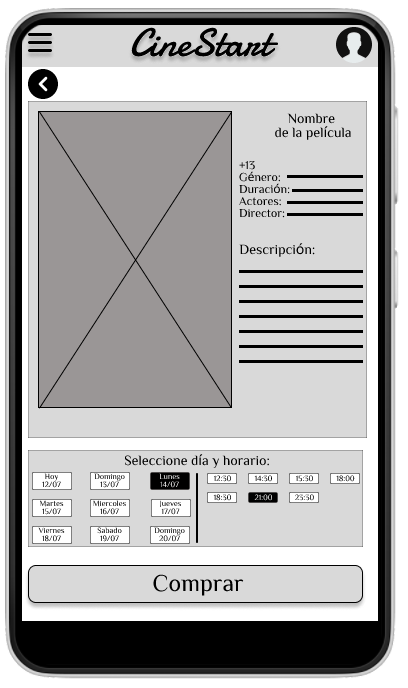 CineStart
Nombre
de la película
+13
Género:
Duración:
Actores:
Director:
Descripción:
Seleccione día y horario:
Hoy
12/07
Domingo
13/07
Lunes
14/07
Martes
15/07
Miercoles
16/07
Jueves
17/07
Viernes
18/07
Sabado
19/07
Domingo
20/07
12:30
14:30
15:30
18:00
18:30
21:00
23:30
Comprar